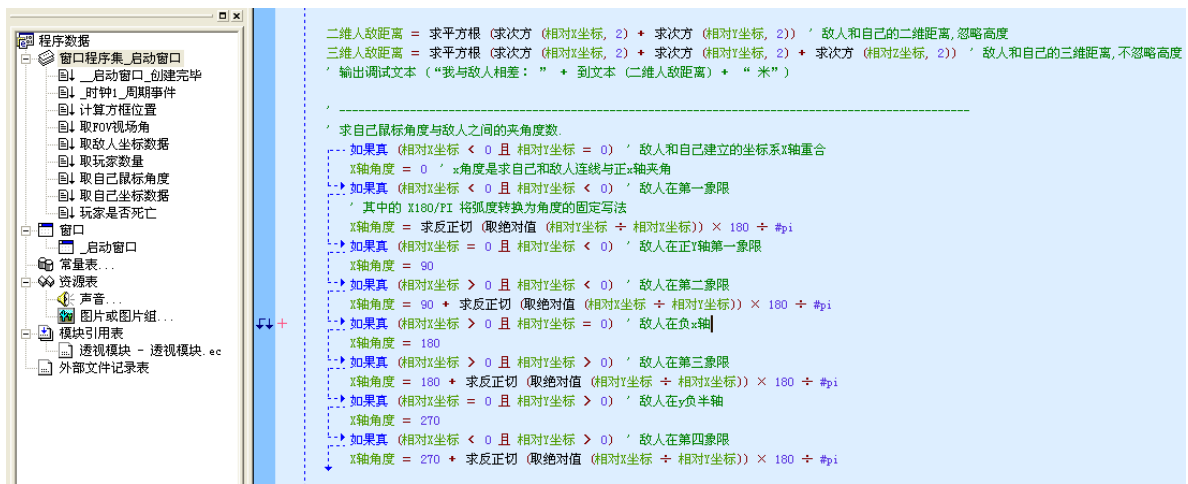 程序数据
窗口程序集_启动窗口
__启动窗口_创建完毕
_时钟1_周期事件
计算方框位置
取FOV视场角
取敌人坐标数据
取玩家数量
取自己鼠标角度
取自己坐标数据
玩家是否死亡
窗口
_启动窗口
常量表...
资源表
声音...
图片或图片组...
模块引用表
透视模块 - 透视模块.ec
外部文件记录表
二维人敌距离 = 求平方根 (求次方 (相对X坐标, 2) + 求次方 (相对Y坐标, 2)) ' 敌人和自己的二维距离,忽略高度
三维人敌距离 = 求平方根 (求次方 (相对X坐标, 2) + 求次方 (相对Y坐标, 2) + 求次方 (相对Z坐标, 2)) ' 敌人和自己的三维距离,不忽略高度
' 输出调试文本 (“我与敌人相差: ” + 到文本 (二维人敌距离) + “ 米”)
' ----------------------------------------------------------------------------------------------------
' 求自己鼠标角度与敌人之间的夹角度数.
如果真 (相对X坐标 < 0 且 相对Y坐标 = 0) ' 敌人和自己建立的坐标系X轴重合
X轴角度 = 0 ' x角度是求自己和敌人连线与正x轴夹角
如果真 (相对X坐标 < 0 且 相对Y坐标 < 0) ' 敌人在第一象限
' 其中的 X180/PI 将弧度转换为角度的固定写法
X轴角度 = 求反正切 (取绝对值 (相对Y坐标 ÷ 相对X坐标)) × 180 ÷ #pi
如果真 (相对X坐标 = 0 且 相对Y坐标 < 0) ' 敌人在正Y轴第一象限
X轴角度 = 90
如果真 (相对X坐标 > 0 且 相对Y坐标 < 0) ' 敌人在第二象限
X轴角度 = 90 + 求反正切 (取绝对值 (相对X坐标 ÷ 相对Y坐标)) × 180 ÷ #pi
如果真 (相对X坐标 > 0 且 相对Y坐标 = 0) ' 敌人在负x轴
X轴角度 = 180
如果真 (相对X坐标 > 0 且 相对Y坐标 > 0) ' 敌人在第三象限
X轴角度 = 180 + 求反正切 (取绝对值 (相对Y坐标 ÷ 相对X坐标)) × 180 ÷ #pi
如果真 (相对X坐标 = 0 且 相对Y坐标 > 0) ' 敌人在y负半轴
X轴角度 = 270
如果真 (相对X坐标 < 0 且 相对Y坐标 > 0) ' 敌人在第四象限
X轴角度 = 270 + 求反正切 (取绝对值 (相对X坐标 ÷ 相对Y坐标)) × 180 ÷ #pi